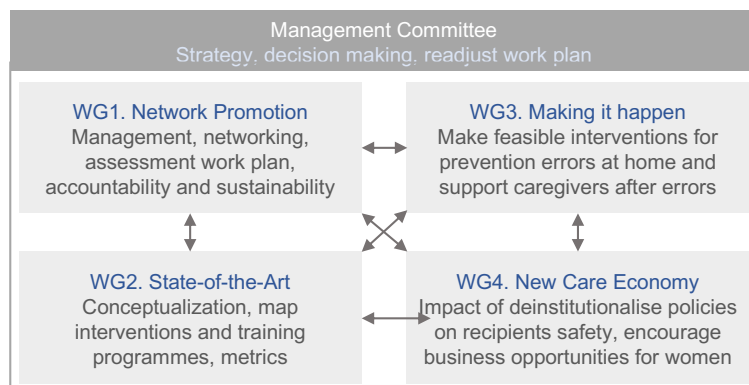 Management Committee
Strategy, decision making, readjust work plan
WG1. Network Promotion
Management, networking,
assessment work plan,
accountability and sustainability
WG3. Making it happen
Make feasible interventions for
prevention errors at home and
support caregivers after errors
WG2. State-of-the-Art
Conceptualization, map
interventions and training
programmes, metrics
WG4. New Care Economy
Impact of deinstitutionalise policies
on recipients safety, encourage
business opportunities for women